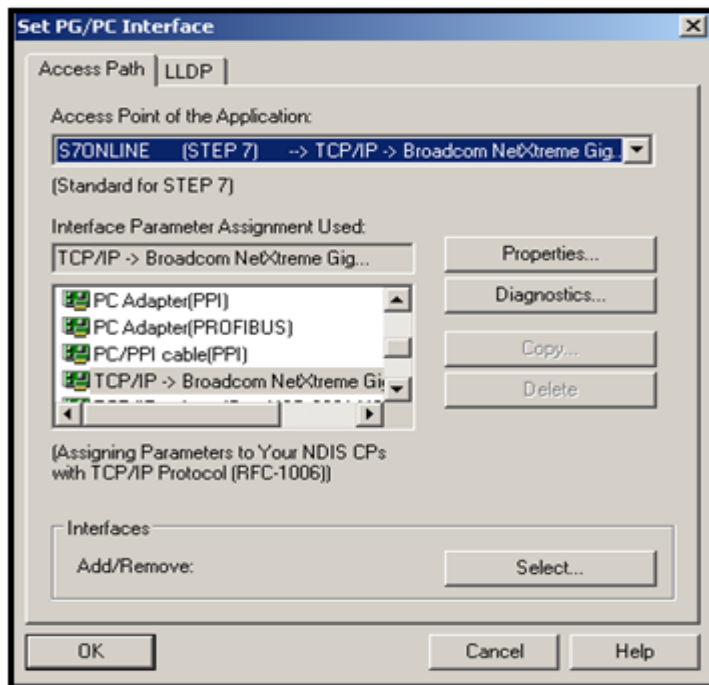 Set PG/PC Interface
Access Path
LLDP
Access Point of the Application:
S7ONLINE (STEP 7) --> TCP/IP -> Broadcom NetXtreme Gig..
(Standard for STEP 7)
Interface Parameter Assignment Used:
TCP/IP -> Broadcom NetXtreme Gig...
Properties...
PC Adapter(PPI)
Diagnostics...
PC Adapter(PROFIBUS)
PC/PPI cable(PPI)
Copy...
TCP/IP -> Broadcom NetXtreme Gi
Delete
(Assigning Parameters to Your NDIS CPs
with TCP/IP Protocol (RFC-1006))
Interfaces
Add/Remove:
Select...
OK
Cancel
Help